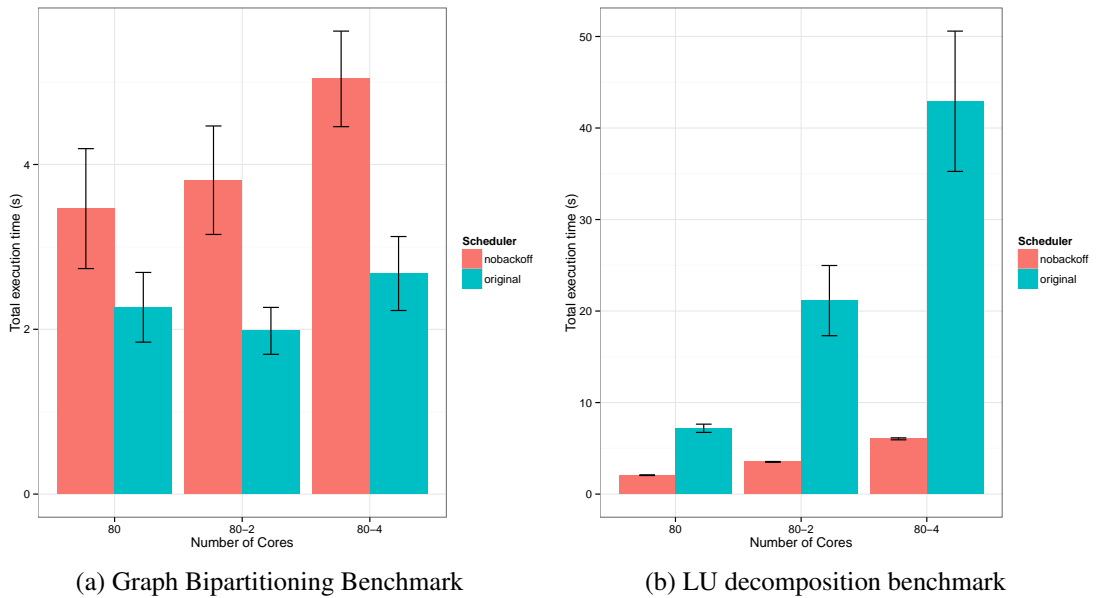 Total execution time (s)
4
2
0
80
80−2
80−4
Number of Cores
Scheduler
nobackoff
original
(a) Graph Bipartitioning Benchmark
Total execution time (s)
50
40
30
20
10
0
80
80−2
80−4
Number of Cores
Scheduler
nobackoff
original
(b) LU decomposition benchmark